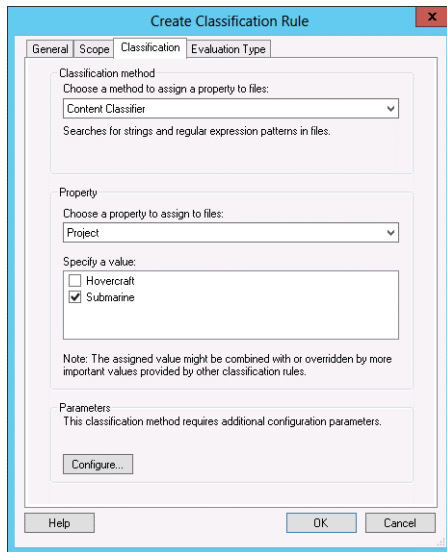 Create Classification Rule
x
General
Scope
Classification
Evaluation Type
Classification method
Choose a method to assign a property to files:
Content Classifier
Searches for strings and regular expression patterns in files.
Property
Choose a property to assign to files:
Project
Specify a value:
Hovercraft
Submarine
Note: The assigned value might be combined with or overridden by more
important values provided by other classification rules.
Parameters
This classification method requires additional configuration parameters.
Configure...
Help
OK
Cancel